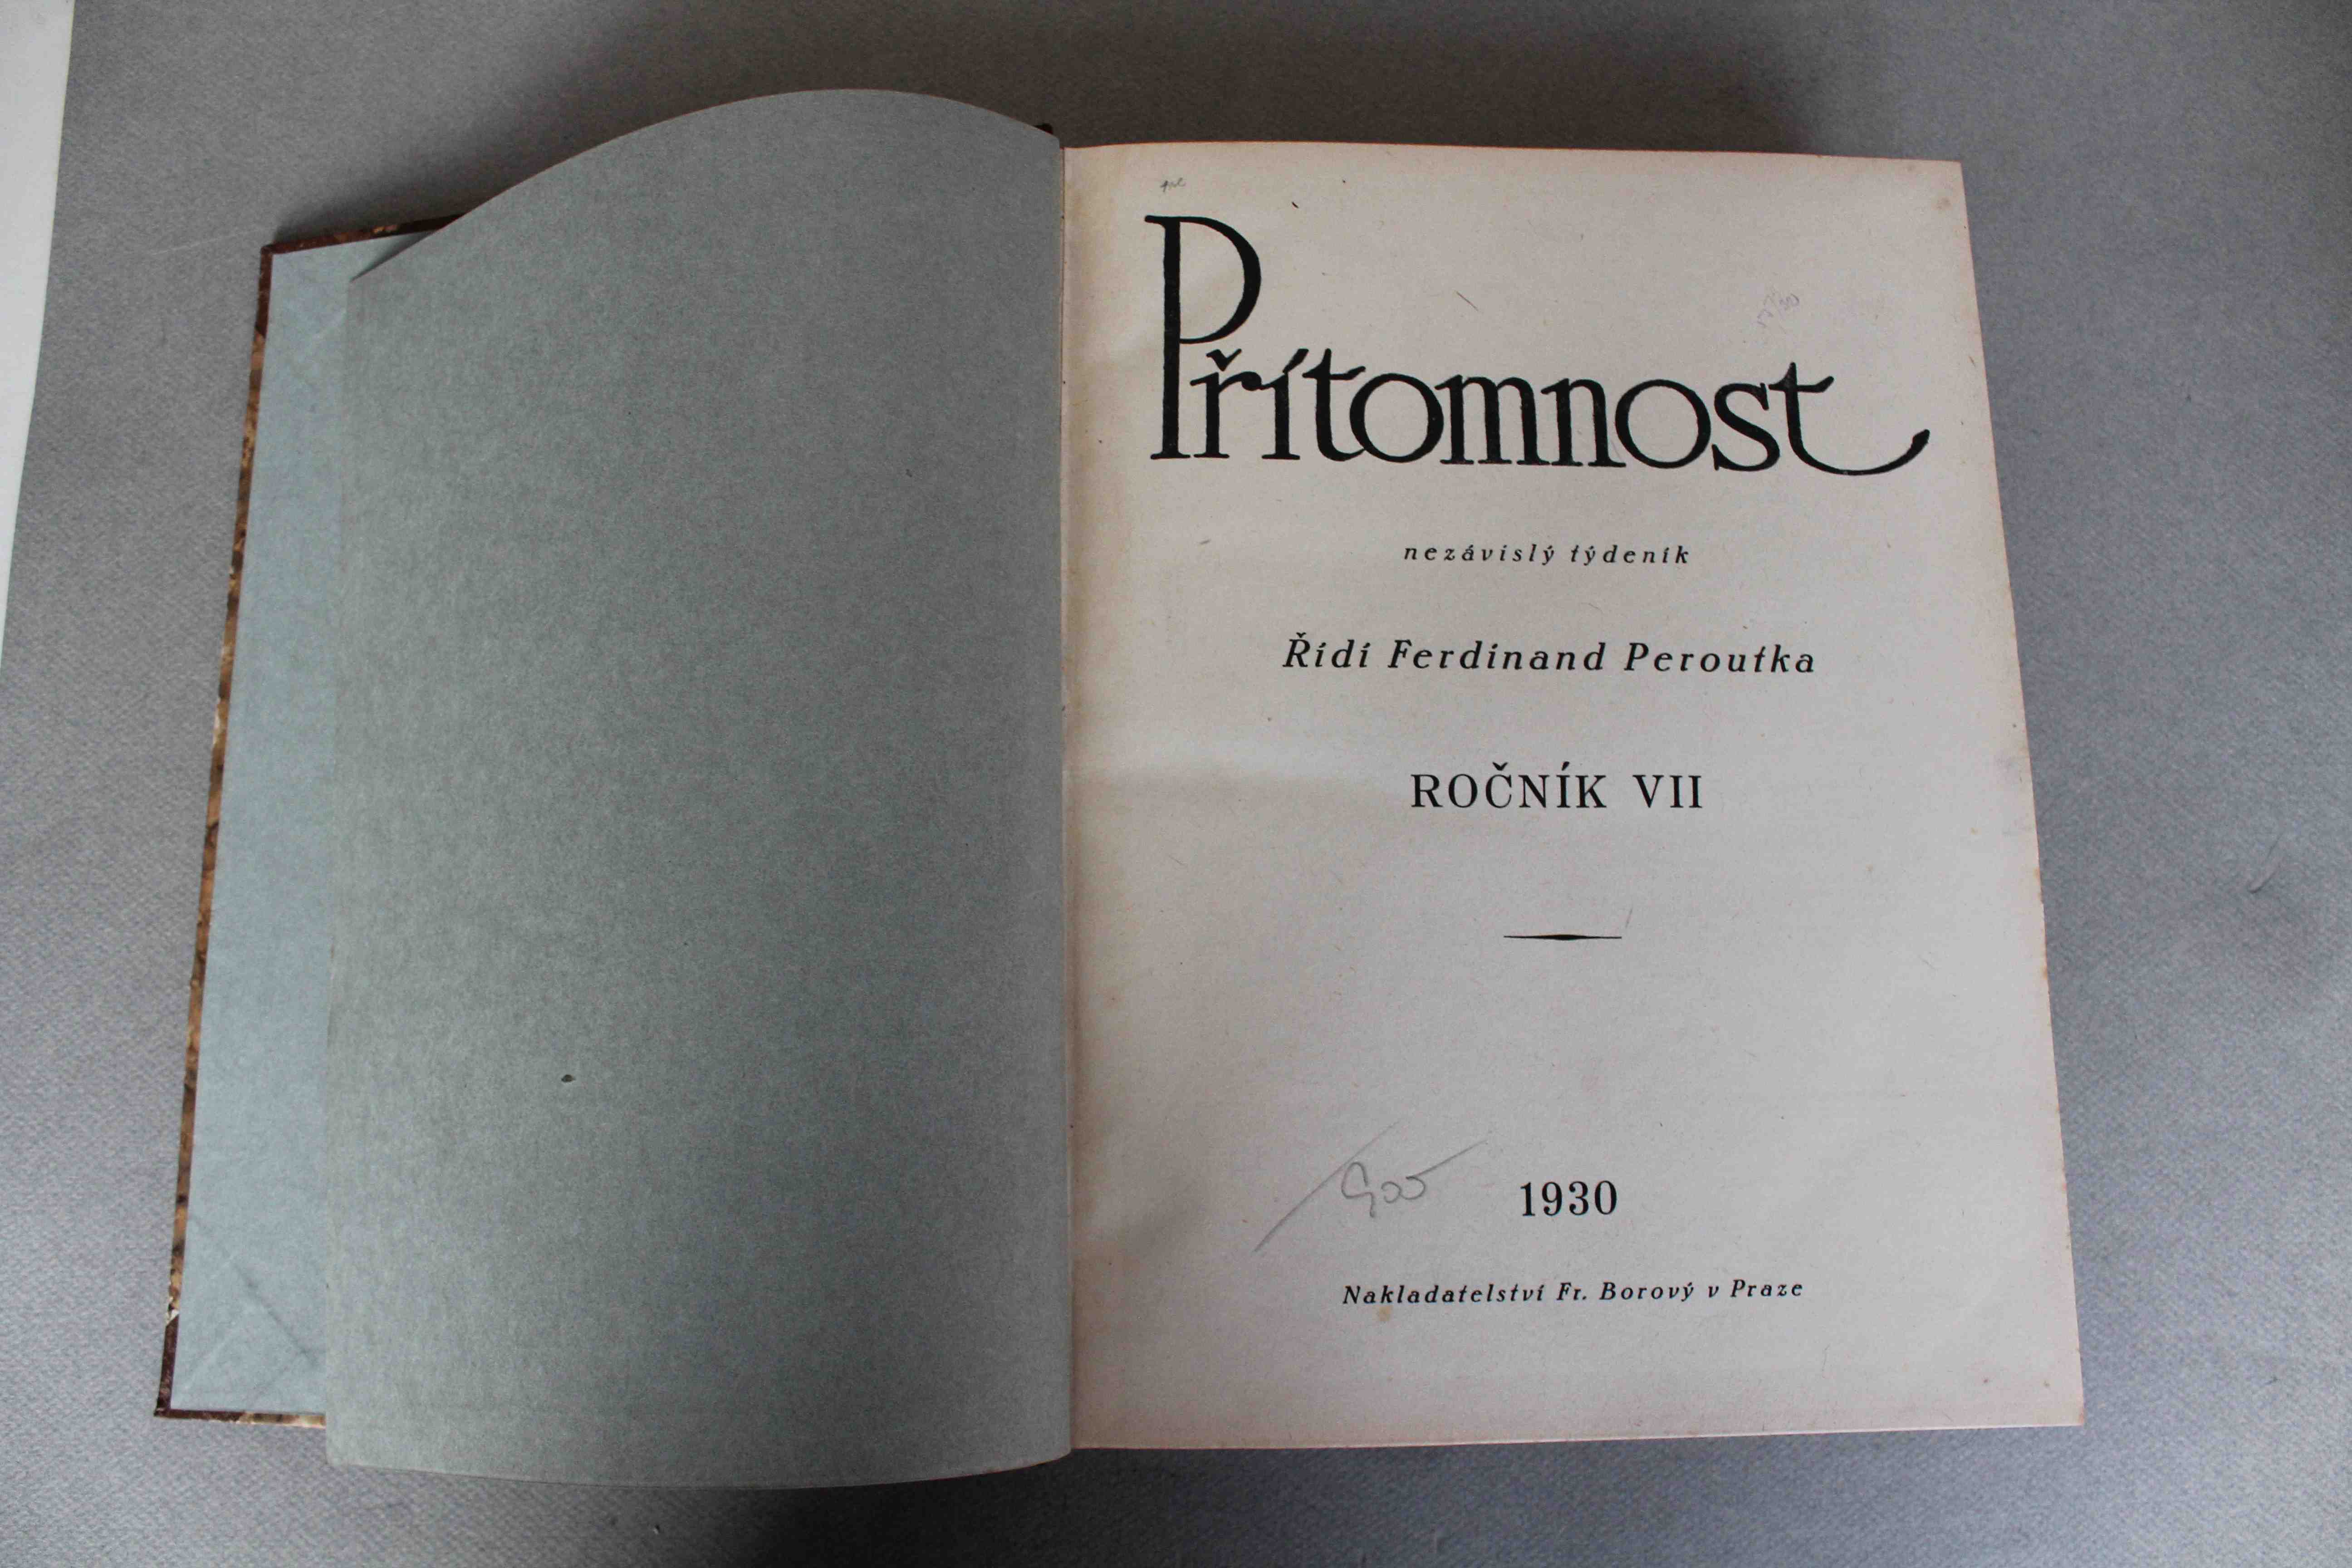 Přítomnost
nezávislý týdeník
Řídí Ferdinand Peroutka
ROČNÍK VII
1930
Nakladatelství Fr. Borový v Praze